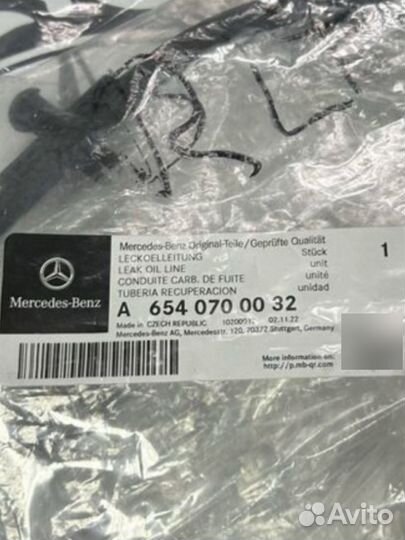 Mercedes-Benz Original-Teile/Geprüfte Qualität
LECKOELLEITUNG Stück 1
LEAK OIL LINE unit
CONDUITE CARB. DE FUITE unité
TUBERIA RECUPERACION unidad
Mercedes-Benz
A 654 070 00 32
Made in CZECH REPUBLIC 02.11.22
Mercedes-Benz AG, Mercedesstr. 120, 70372 Stuttgart, Germany
More information on:
http://p.mb-qr.com/
Avito